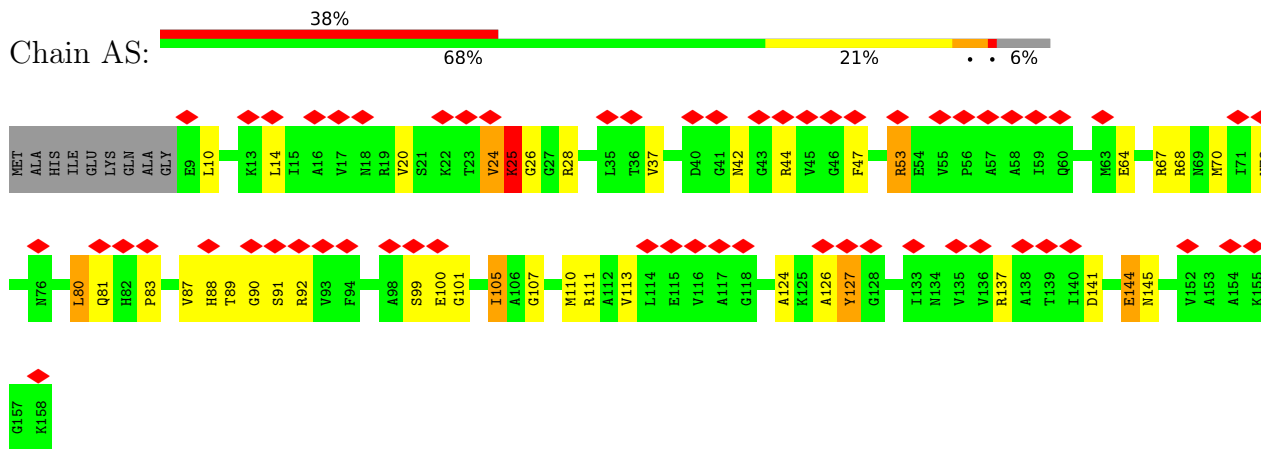 38%
Chain AS:
68% 21% • • 6%
MET ALA HIS ILE GLU LYS GLN ALA GLY E9 L10 K13 L14 I15 A16 V17 N18 R19 V20 S21 K22 T23 V24 K25 G26 G27 R28 L35 T36 V37 D40 G41 N42 G43 R44 V45 G46 F47 R53 E54 V55 P56 A57 A58 I59 Q60 M63 E64 R67 R68 N69 M70 I71
N76 L80 Q81 H82 P83 V87 H88 T89 G90 S91 R92 V93 F94 A98 S99 E100 G101 I105 A106 G107 M110 R111 A112 V113 L114 E115 V116 A117 G118 A124 K125 A126 Y127 G128 I133 N134 V135 V136 R137 A138 T139 I140 D141 E144 N145 V152 A153 A154 K155
G157 K158